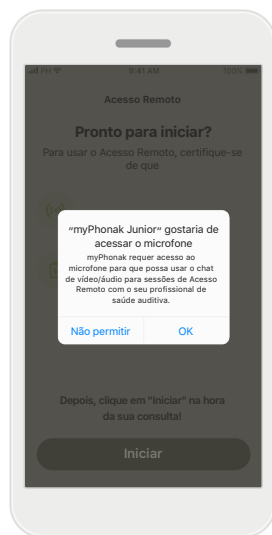 PH
9:41 AM
100%
Acesso Remoto
Pronto para iniciar?
Para usar o Acesso Remoto, certifique-se
de que
“myPhonak Junior” gostaria de
acessar o microfone
myPhonak requer acesso ao
microfone para que possa usar o chat
de vídeo/áudio para sessões de Acesso
Remoto com o seu profissional de
saúde auditiva.
Não permitir
OK
Depois, clique em "Iniciar" na hora
da sua consulta!
Iniciar